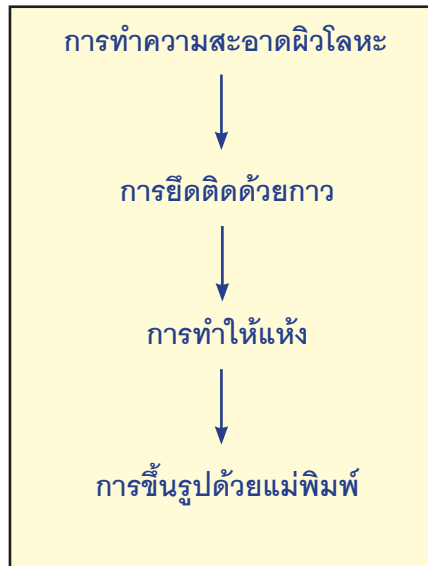 การทำความสะอาดผิวโลหะ
การยึดติดด้วยกาว
การทำให้แห้ง
การขึ้นรูปด้วยแม่พิมพ์